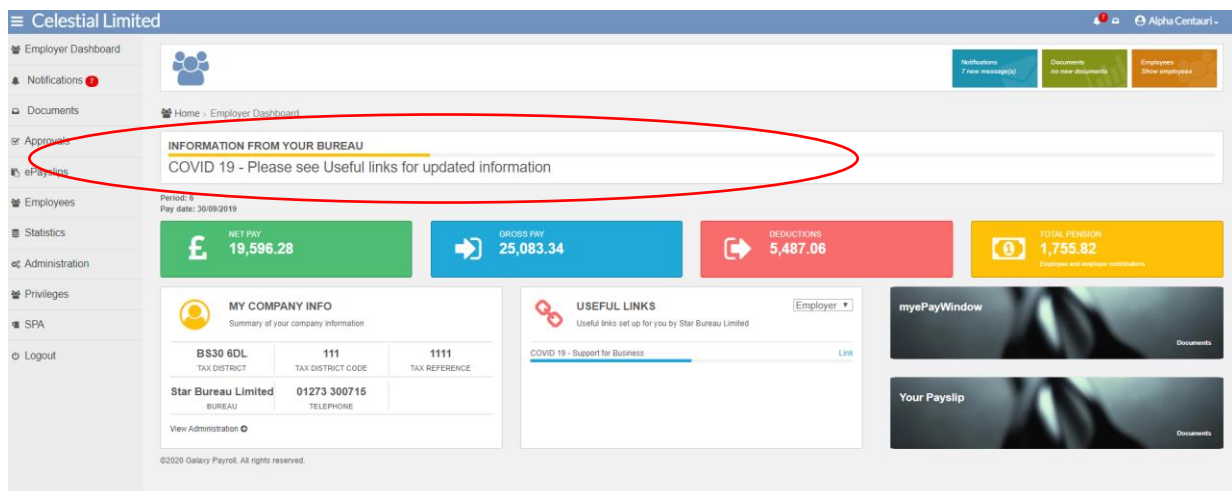 Celestial Limited
7
Alpha Centauri
Employer Dashboard
Notifications 7
Documents
Approvals
ePayslips
Employees
Statistics
Administration
Privileges
SPA
Logout
Notifications
7 new message(s)
Documents
no new documents
Employees
Show employees
Home > Employer Dashboard
INFORMATION FROM YOUR BUREAU
COVID 19 - Please see Useful links for updated information
Period: 6
Pay date: 30/09/2019
NET PAY
19,596.28
GROSS PAY
25,083.34
DEDUCTIONS
5,487.06
TOTAL PENSION
1,755.82
Employee and employer contributions
MY COMPANY INFO
Summary of your company information
BS30 6DL
TAX DISTRICT
111
TAX DISTRICT CODE
1111
TAX REFERENCE
Star Bureau Limited
BUREAU
01273 300715
TELEPHONE
View Administration
USEFUL LINKS
Employer
Useful links set up for you by Star Bureau Limited
COVID 19 - Support for Business
Link
myePayWindow
Documents
Your Payslip
Documents
©2020 Galaxy Payroll. All rights reserved.